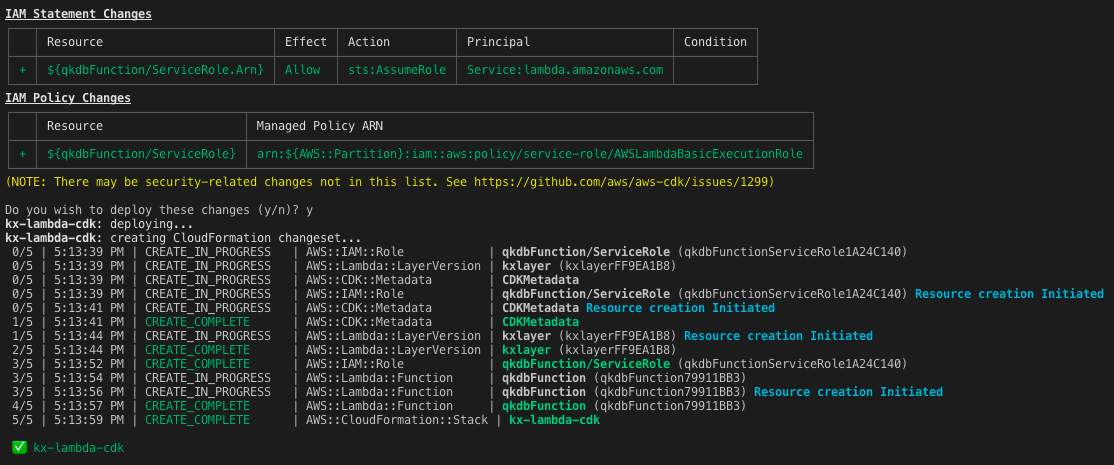 IAM Statement Changes
Resource Effect Action Principal Condition
+ ${qkdbFunction/ServiceRole.Arn} Allow sts:AssumeRole Service:lambda.amazonaws.com
IAM Policy Changes
Resource Managed Policy ARN
+ ${qkdbFunction/ServiceRole} arn:${AWS::Partition}:iam::aws:policy/service-role/AWSLambdaBasicExecutionRole
(NOTE: There may be security-related changes not in this list. See https://github.com/aws/aws-cdk/issues/1299)
Do you wish to deploy these changes (y/n)? y
kx-lambda-cdk: deploying...
kx-lambda-cdk: creating CloudFormation changeset...
0/5 | 5:13:39 PM | CREATE_IN_PROGRESS | AWS::IAM::Role | qkdbFunction/ServiceRole (qkdbFunctionServiceRole1A24C140)
0/5 | 5:13:39 PM | CREATE_IN_PROGRESS | AWS::Lambda::LayerVersion | kxlayer (kxlayerFF9EA1B8)
0/5 | 5:13:39 PM | CREATE_IN_PROGRESS | AWS::CDK::Metadata | CDKMetadata
0/5 | 5:13:39 PM | CREATE_IN_PROGRESS | AWS::IAM::Role | qkdbFunction/ServiceRole (qkdbFunctionServiceRole1A24C140) Resource creation Initiated
0/5 | 5:13:41 PM | CREATE_IN_PROGRESS | AWS::CDK::Metadata | CDKMetadata Resource creation Initiated
1/5 | 5:13:41 PM | CREATE_COMPLETE | AWS::CDK::Metadata | CDKMetadata
1/5 | 5:13:44 PM | CREATE_IN_PROGRESS | AWS::Lambda::LayerVersion | kxlayer (kxlayerFF9EA1B8) Resource creation Initiated
2/5 | 5:13:44 PM | CREATE_COMPLETE | AWS::Lambda::LayerVersion | kxlayer (kxlayerFF9EA1B8)
3/5 | 5:13:52 PM | CREATE_COMPLETE | AWS::IAM::Role | qkdbFunction/ServiceRole (qkdbFunctionServiceRole1A24C140)
3/5 | 5:13:54 PM | CREATE_IN_PROGRESS | AWS::Lambda::Function | qkdbFunction (qkdbFunction79911BB3)
3/5 | 5:13:56 PM | CREATE_IN_PROGRESS | AWS::Lambda::Function | qkdbFunction (qkdbFunction79911BB3) Resource creation Initiated
4/5 | 5:13:57 PM | CREATE_COMPLETE | AWS::Lambda::Function | qkdbFunction (qkdbFunction79911BB3)
5/5 | 5:13:59 PM | CREATE_COMPLETE | AWS::CloudFormation::Stack | kx-lambda-cdk
✅ kx-lambda-cdk